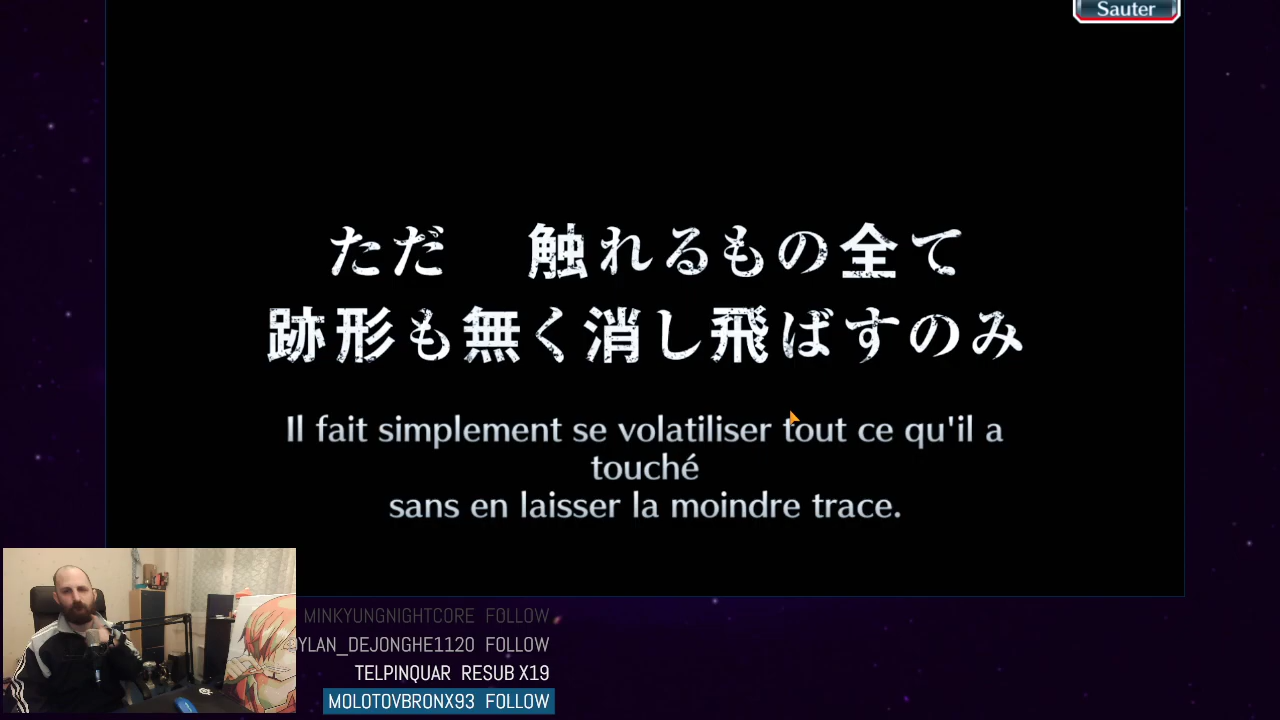 Sauter
ただ　触れるもの全て
跡形も無く消し飛ばすのみ
Il fait simplement se volatiliser tout ce qu'il a
touché
sans en laisser la moindre trace.
MINKYUNGNIGHTCORE FOLLOW
YLAN_DEJONGHE1120 FOLLOW
TELPINQUAR RESUB X19
MOLOTOVBRONX93 FOLLOW